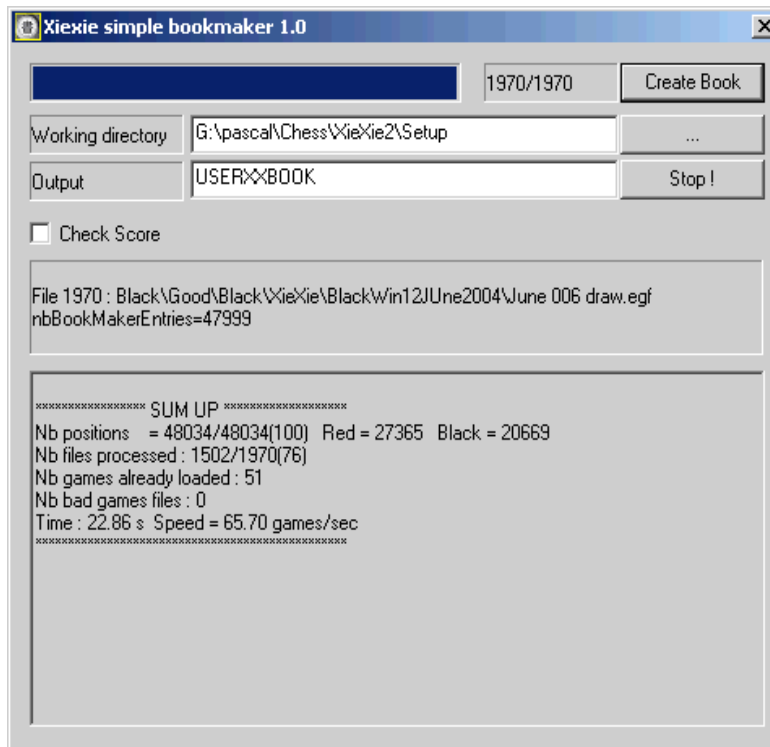 Xiexie simple bookmaker 1.0
1970/1970 Create Book
Working directory G:\pascal\Chess\XieXie2\Setup ...
Output USERXXBOOK Stop !
Check Score
File 1970 : Black\Good\Black\XieXie\BlackWin12JUne2004\June 006 draw.egf
nbBookMakerEntries=47999
***************** SUM UP *******************
Nb positions = 48034/48034(100) Red = 27365 Black = 20669
Nb files processed : 1502/1970(76)
Nb games already loaded : 51
Nb bad games files : 0
Time : 22.86 s Speed = 65.70 games/sec
************************************************